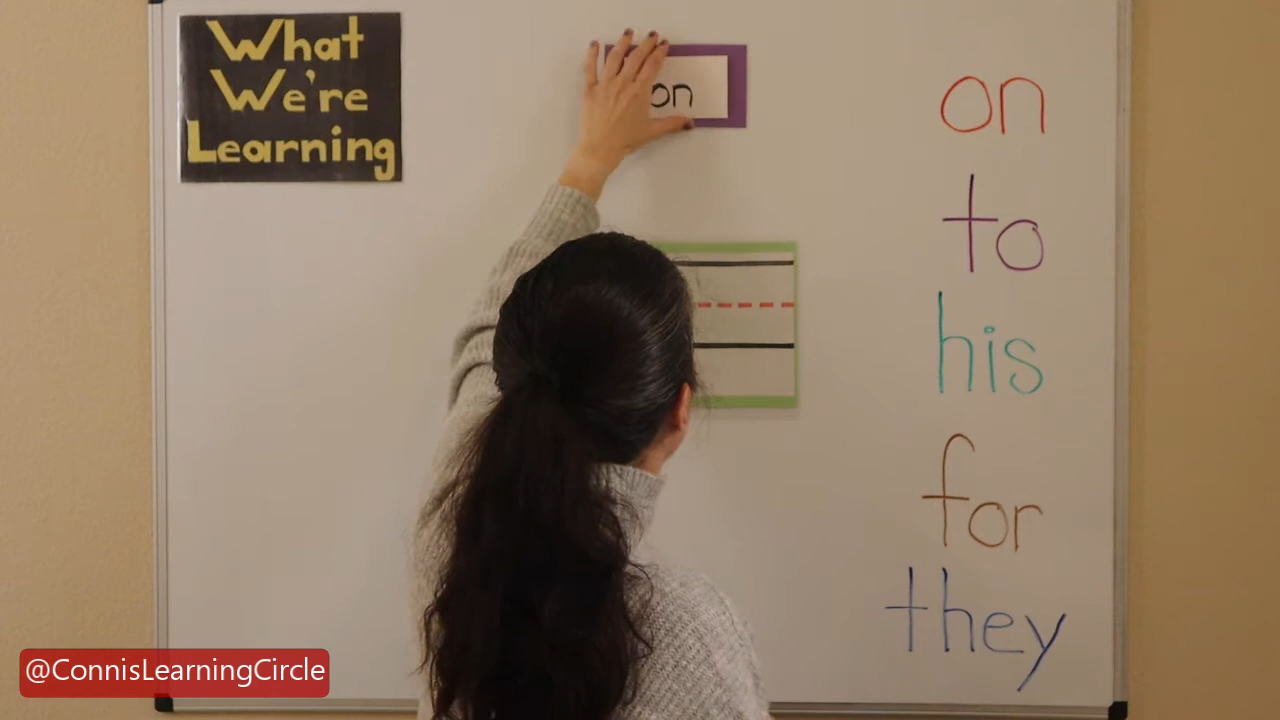 What
We're
Learning
on
on
to
his
for
they
@ConnisLearningCircle